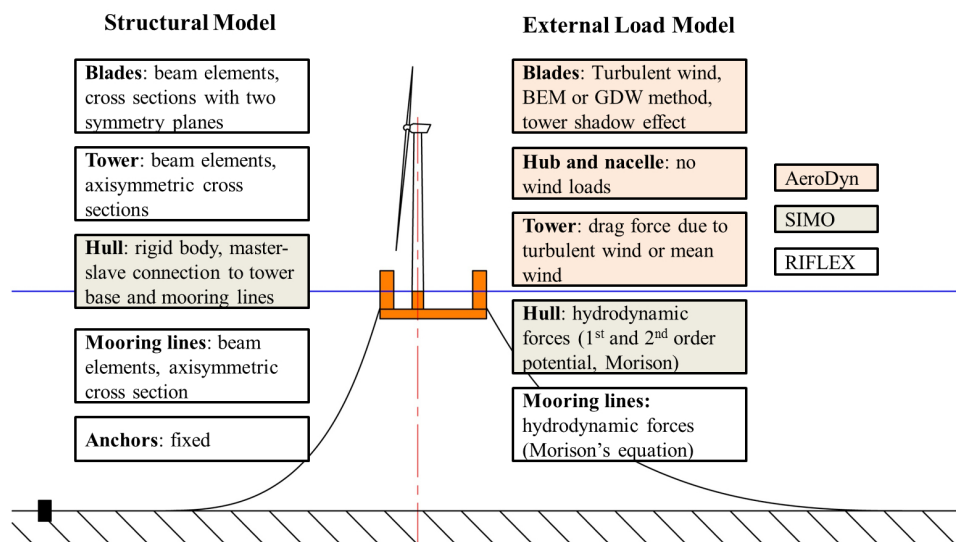 Structural Model
Blades: beam elements,
cross sections with two
symmetry planes
Tower: beam elements,
axisymmetric cross
sections
Hull: rigid body, master-
slave connection to tower
base and mooring lines
Mooring lines: beam
elements, axisymmetric
cross section
Anchors: fixed
External Load Model
Blades: Turbulent wind,
BEM or GDW method,
tower shadow effect
Hub and nacelle: no
wind loads
Tower: drag force due to
turbulent wind or mean
wind
Hull: hydrodynamic
forces (1st and 2nd order
potential, Morison)
Mooring lines:
hydrodynamic forces
(Morison's equation)
AeroDyn
SIMO
RIFLEX